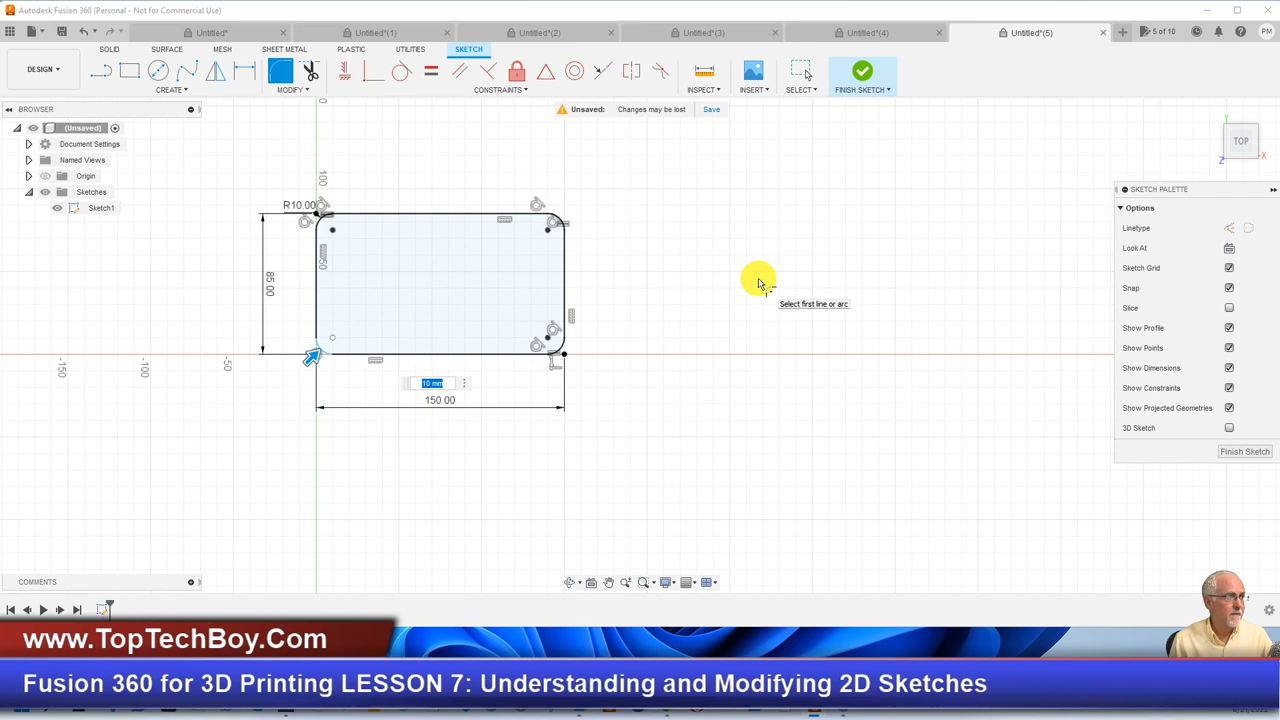 Autodesk Fusion 360 (Personal - Not for Commercial Use)
Untitled*
Untitled*(1)
Untitled*(2)
Untitled*(3)
Untitled*(4)
Untitled*(5)
5 of 10
PM
SOLID
SURFACE
MESH
SHEET METAL
PLASTIC
UTILITIES
SKETCH
DESIGN
CREATE
MODIFY
CONSTRAINTS
INSPECT
INSERT
SELECT
FINISH SKETCH
BROWSER
(Unsaved)
Document Settings
Named Views
Origin
Sketches
Sketch1
Unsaved:
Changes may be lost
Save
TOP
Y
X
Z
SKETCH PALETTE
Options
Linetype
Look At
Sketch Grid
Snap
Slice
Show Profile
Show Points
Show Dimensions
Show Constraints
Show Projected Geometries
3D Sketch
Finish Sketch
0
100
50
R10.00
85.00
-150
-100
-50
Select first line or arc
10 mm
150.00
COMMENTS
www.TopTechBoy.Com
Fusion 360 for 3D Printing LESSON 7: Understanding and Modifying 2D Sketches